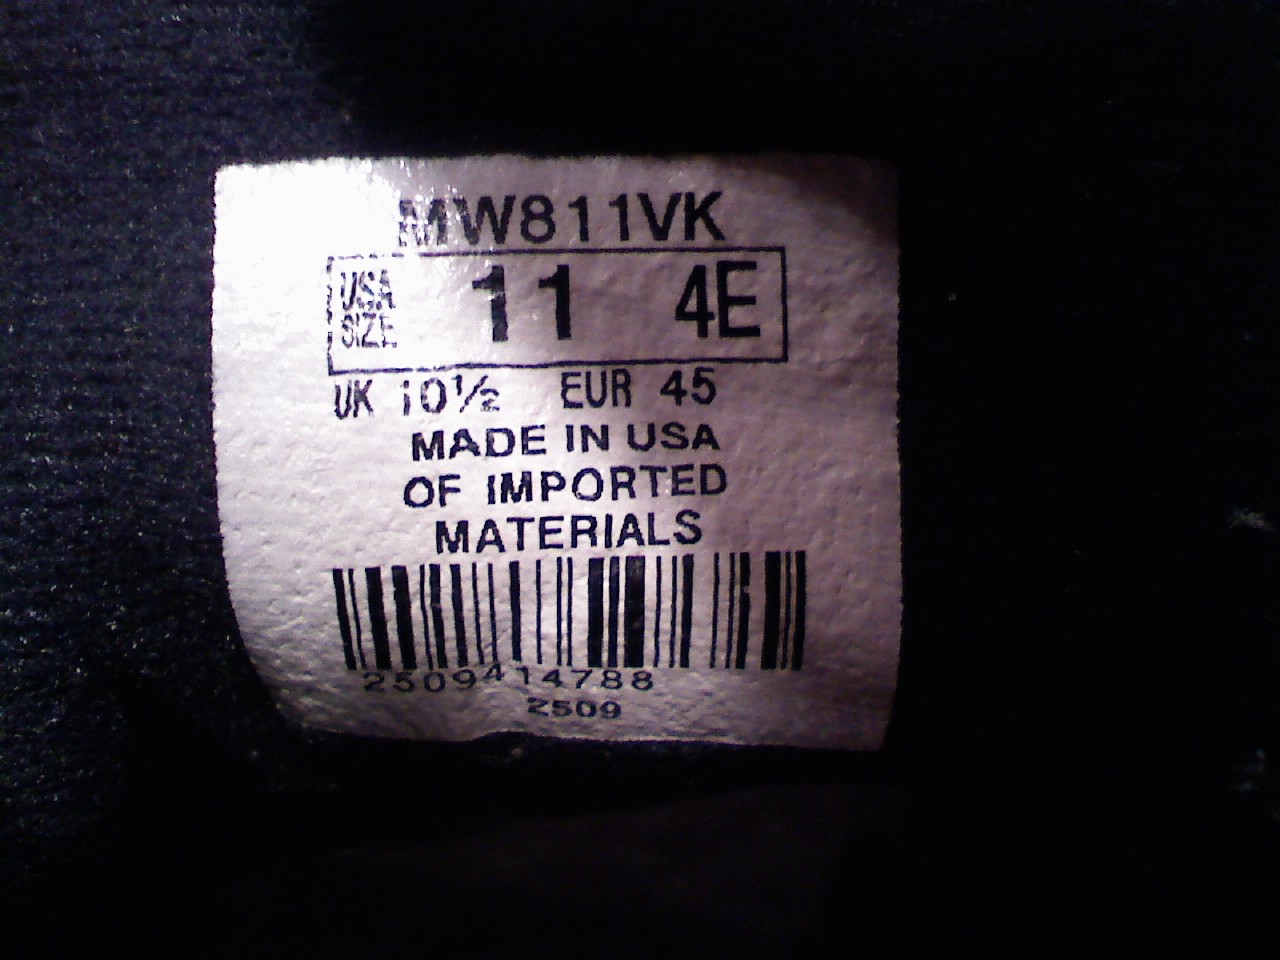 MW811VK
USA SIZE 11 4E
UK 10½ EUR 45
MADE IN USA
OF IMPORTED
MATERIALS
2509414788
2509